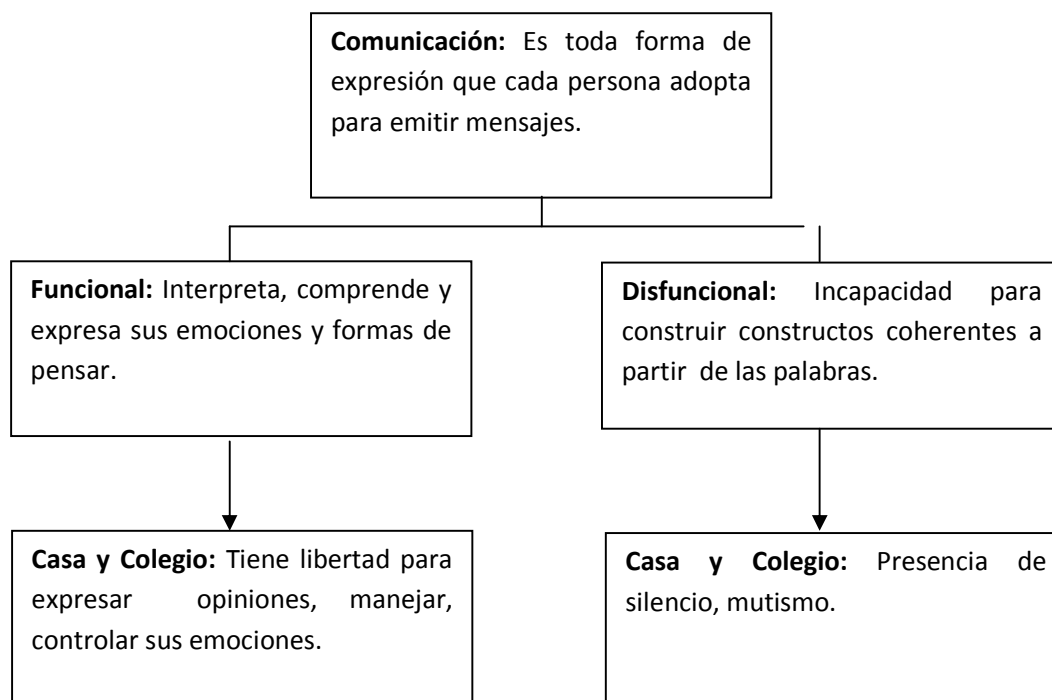 Comunicación: Es toda forma de
expresión que cada persona adopta
para emitir mensajes.
Funcional: Interpreta, comprende y
expresa sus emociones y formas de
pensar.
Disfuncional: Incapacidad para
construir constructos coherentes a
partir de las palabras.
Casa y Colegio: Tiene libertad para
expresar opiniones, manejar,
controlar sus emociones.
Casa y Colegio: Presencia de
silencio, mutismo.